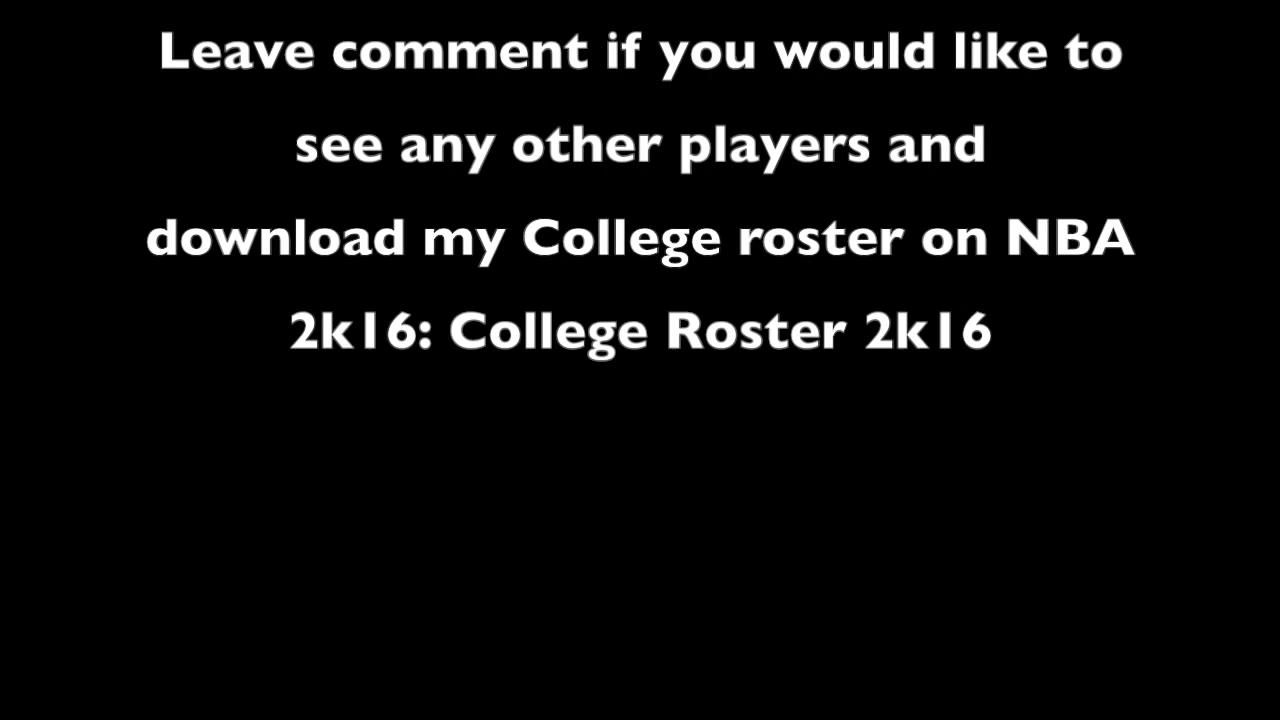 Leave comment if you would like to
see any other players and
download my College roster on NBA
2k16: College Roster 2k16